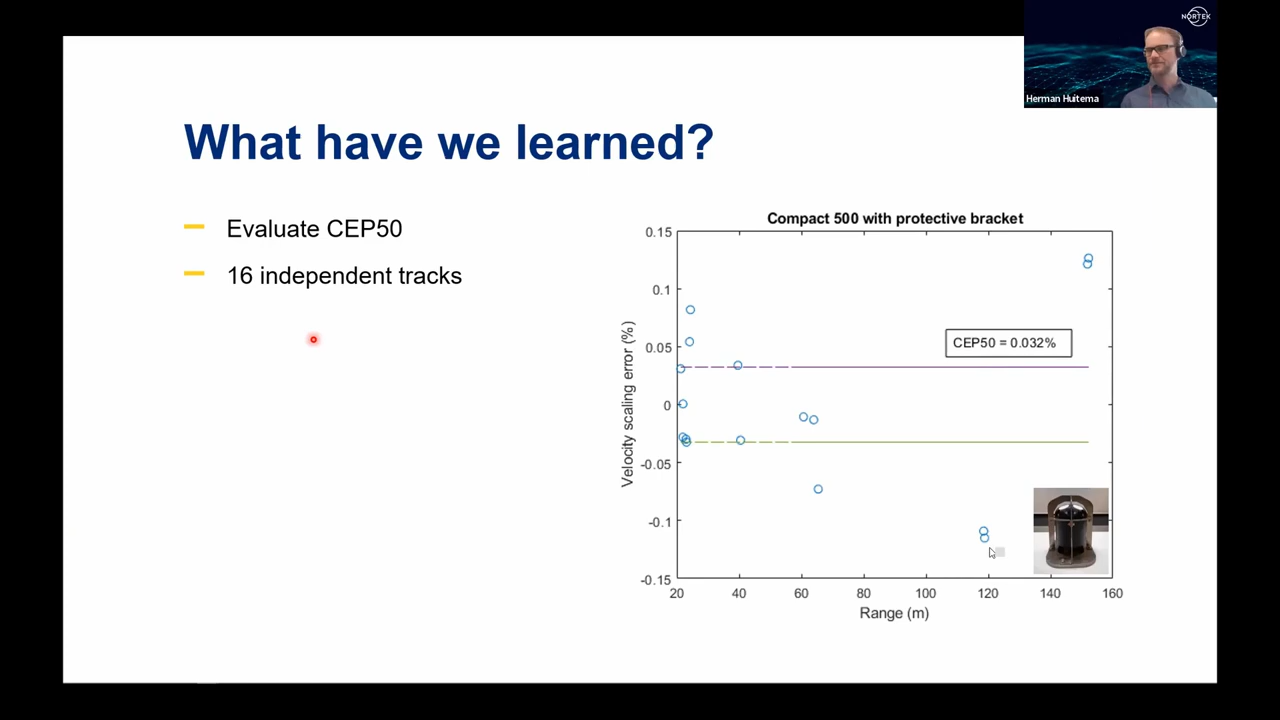 NORTEK
Herman Huitema
What have we learned?
Evaluate CEP50
16 independent tracks
Compact 500 with protective bracket
0.15
0.1
0.05
0
-0.05
-0.1
-0.15
Velocity scaling error (%)
CEP50 = 0.032%
20 40 60 80 100 120 140 160
Range (m)